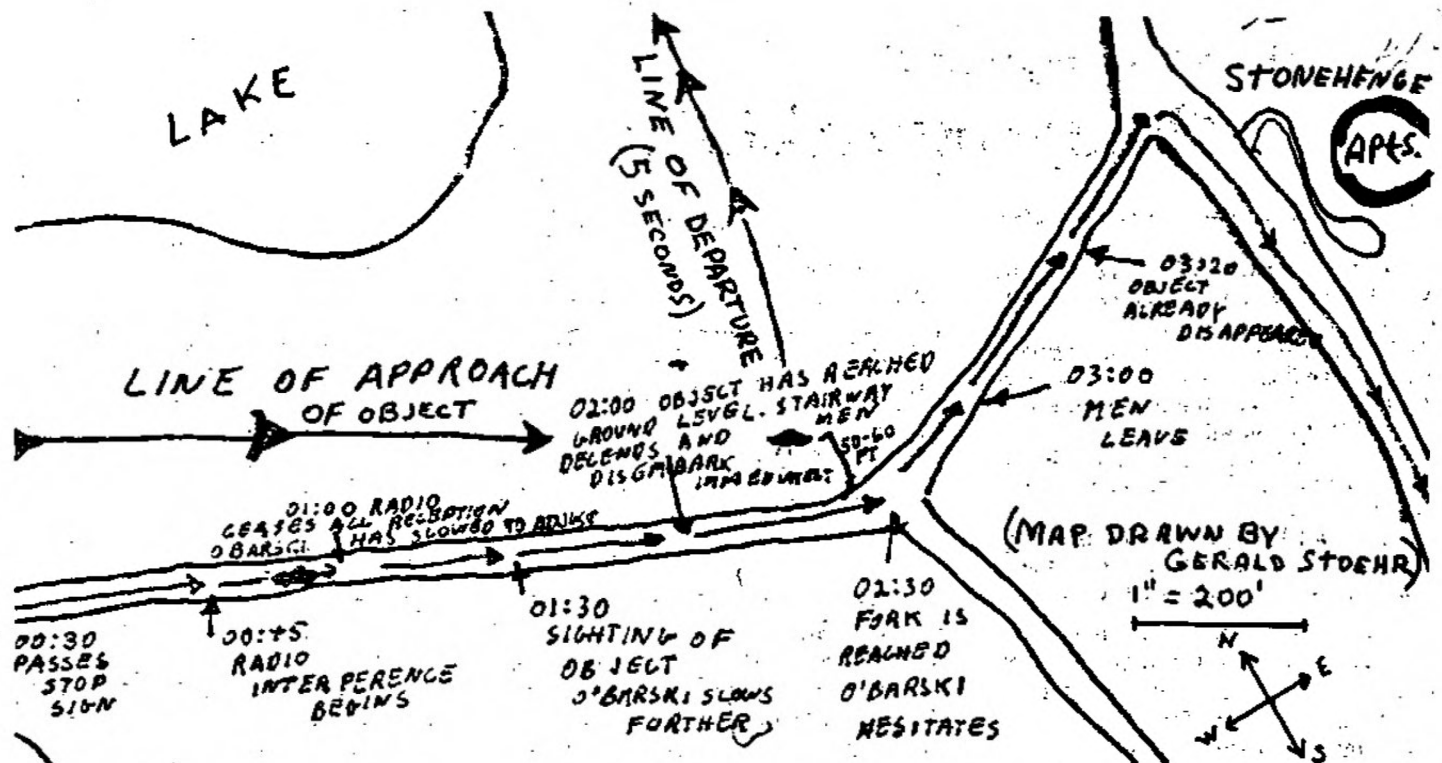 LAKE
LINE OF DEPARTURE
(5 SECONDS)
STONEHENGE
APTS.
LINE OF APPROACH
OF OBJECT
02:00 OBJECT HAS REACHED
GROUND LEVEL. STAIRWAY
DECENDS AND MEN
DISEMBARK
50-60
FT
03:20
OBJECT
ALREADY
DISAPPEARED
03:00
MEN
LEAVE
01:00 RADIO
CEASES ALL RECEPTION
HAS SLOWED TO ADJUST
00:30
PASSES
STOP
SIGN
00:45
RADIO
INTERFERENCE
BEGINS
01:30
SIGHTING OF
OBJECT
O'BARSKI SLOWS
FURTHER
02:30
FORK IS
REACHED
O'BARSKI
HESITATES
(MAP DRAWN BY
GERALD STOEHR)
1" = 200'
N
E
W
S